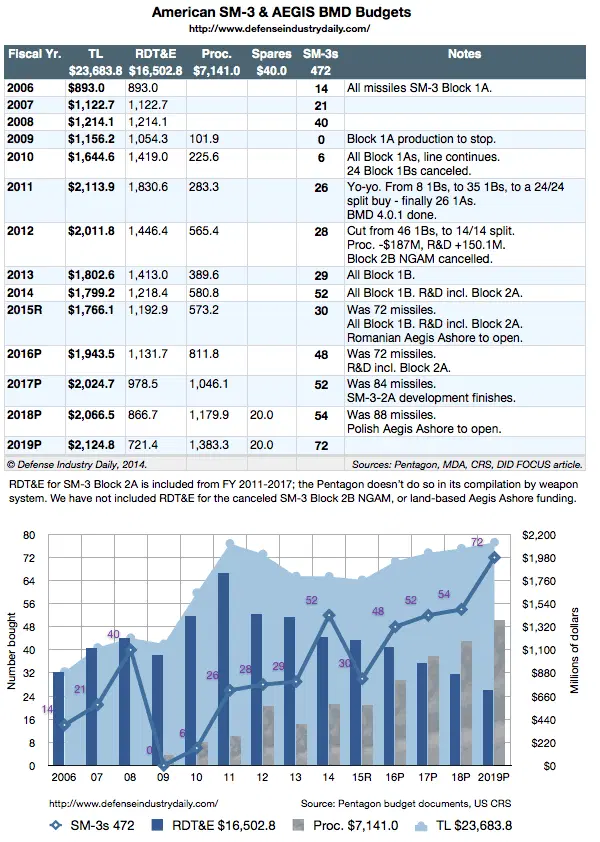 American SM-3 & AEGIS BMD Budgets
http://www.defenseindustrydaily.com/
Fiscal Yr. TL RDT&E Proc. Spares SM-3s Notes
$23,683.8 $16,502.8 $7,141.0 $40.0 472
2006 $893.0 893.0 14 All missiles SM-3 Block 1A.
2007 $1,122.7 1,122.7 21
2008 $1,214.1 1,214.1 40
2009 $1,156.2 1,054.3 101.9 0 Block 1A production to stop.
2010 $1,644.6 1,419.0 225.6 6 All Block 1As, line continues.
24 Block 1Bs canceled.
2011 $2,113.9 1,830.6 283.3 26 Yo-yo. From 8 1Bs, to 35 1Bs, to a 24/24
split buy - finally 26 1As.
BMD 4.0.1 done.
2012 $2,011.8 1,446.4 565.4 28 Cut from 46 1Bs, to 14/14 split.
Proc. -$187M, R&D +150.1M.
Block 2B NGAM cancelled.
2013 $1,802.6 1,413.0 389.6 29 All Block 1B.
2014 $1,799.2 1,218.4 580.8 52 All Block 1B. R&D incl. Block 2A.
2015R $1,766.1 1,192.9 573.2 30 Was 72 missiles.
All Block 1B. R&D incl. Block 2A.
Romanian Aegis Ashore to open.
2016P $1,943.5 1,131.7 811.8 48 Was 72 missiles.
R&D incl. Block 2A.
2017P $2,024.7 978.5 1,046.1 52 Was 84 missiles.
SM-3-2A development finishes.
2018P $2,066.5 866.7 1,179.9 20.0 54 Was 88 missiles.
Polish Aegis Ashore to open.
2019P $2,124.8 721.4 1,383.3 20.0 72
© Defense Industry Daily, 2014. Sources: Pentagon, MDA, CRS, DID FOCUS article.
RDT&E for SM-3 Block 2A is included from FY 2011-2017; the Pentagon doesn't do so in its compilation by weapon
system. We have not included RDT&E for the canceled SM-3 Block 2B NGAM, or land-based Aegis Ashore funding.
80 $2,200
72 72 $1,980
64 $1,760
56 52 52 54 $1,540
48 48 $1,320
40 40 $1,100
32 26 28 29 30 $880
24 21 $660
16 14 $440
8 6 $220
0 0 $0
Number bought
Millions of dollars
2006 07 08 09 10 11 12 13 14 15R 16P 17P 18P 2019P
http://www.defenseindustrydaily.com/ Source: Pentagon budget documents, US CRS
SM-3s 472 RDT&E $16,502.8 Proc. $7,141.0 TL $23,683.8